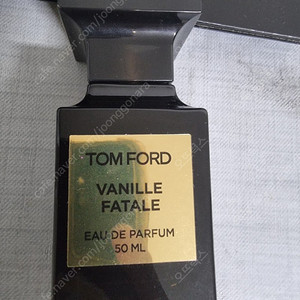 TOM FORD
VANILLE
FATALE
EAU DE PARFUM
50 ML